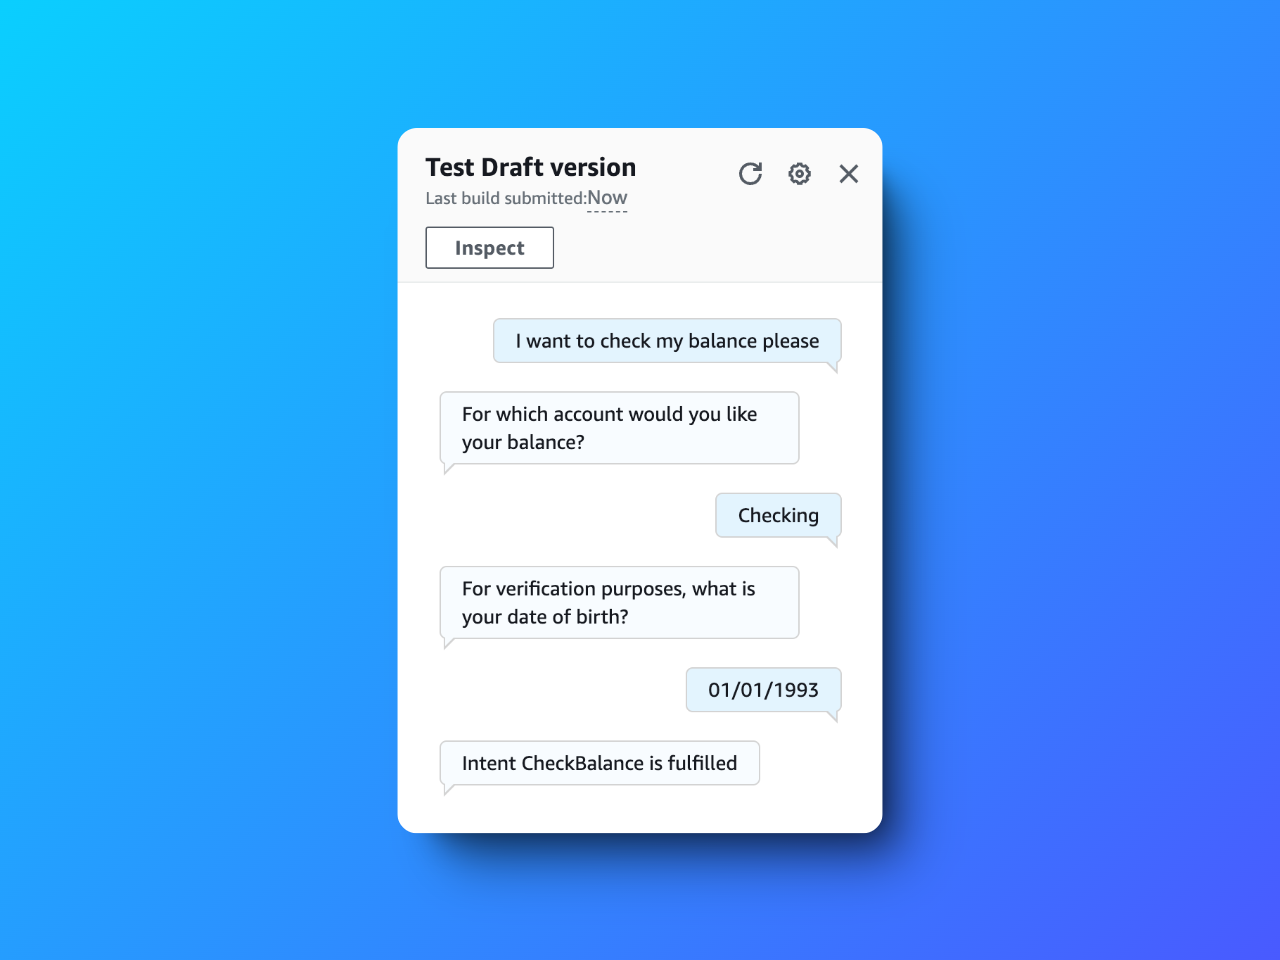 Test Draft version
Last build submitted:Now
Inspect
I want to check my balance please
For which account would you like
your balance?
Checking
For verification purposes, what is
your date of birth?
01/01/1993
Intent CheckBalance is fulfilled